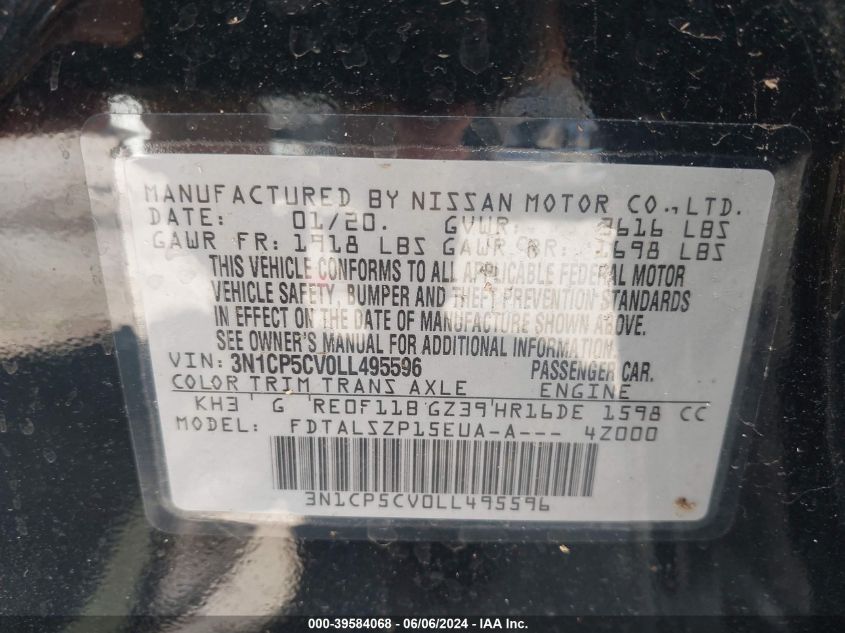 MANUFACTURED BY NISSAN MOTOR CO., LTD.
DATE: 01/20. GVWR: 3616 LBS
GAWR FR: 1918 LBS GAWR RR: 1698 LBS
THIS VEHICLE CONFORMS TO ALL APPLICABLE FEDERAL MOTOR
VEHICLE SAFETY, BUMPER AND THEFT PREVENTION STANDARDS
IN EFFECT ON THE DATE OF MANUFACTURE SHOWN ABOVE.
SEE OWNER'S MANUAL FOR ADDITIONAL INFORMATION.
VIN: 3N1CP5CV0LL495596 PASSENGER CAR.
COLOR TRIM TRANS AXLE ENGINE
KH3 G RE0F11B GZ39 HR16DE 1598 CC
MODEL: FDTALSZP15EUA-A--- 4Z000
3N1CP5CV0LL495596
000-39584068 - 06/06/2024 - IAA Inc.